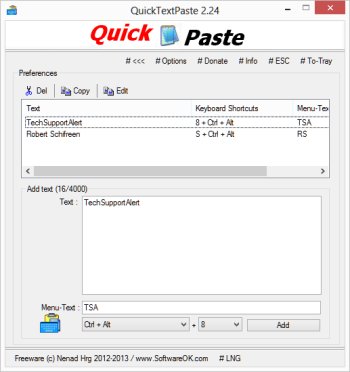 QuickTextPaste 2.24
Quick Paste
# <<< # Options # Donate # Info # ESC # To-Tray
Preferences
Del Copy Edit
Text Keyboard Shortcuts Menu-Tex
TechSupportAlert 8 + Ctrl + Alt TSA
Robert Schifreen S + Ctrl + Alt RS
Add text (16/4000)
Text : TechSupportAlert
Menu-Text : TSA
Ctrl + Alt + 8 Add
Freeware (c) Nenad Hrg 2012-2013 / www.SoftwareOK.com # LNG